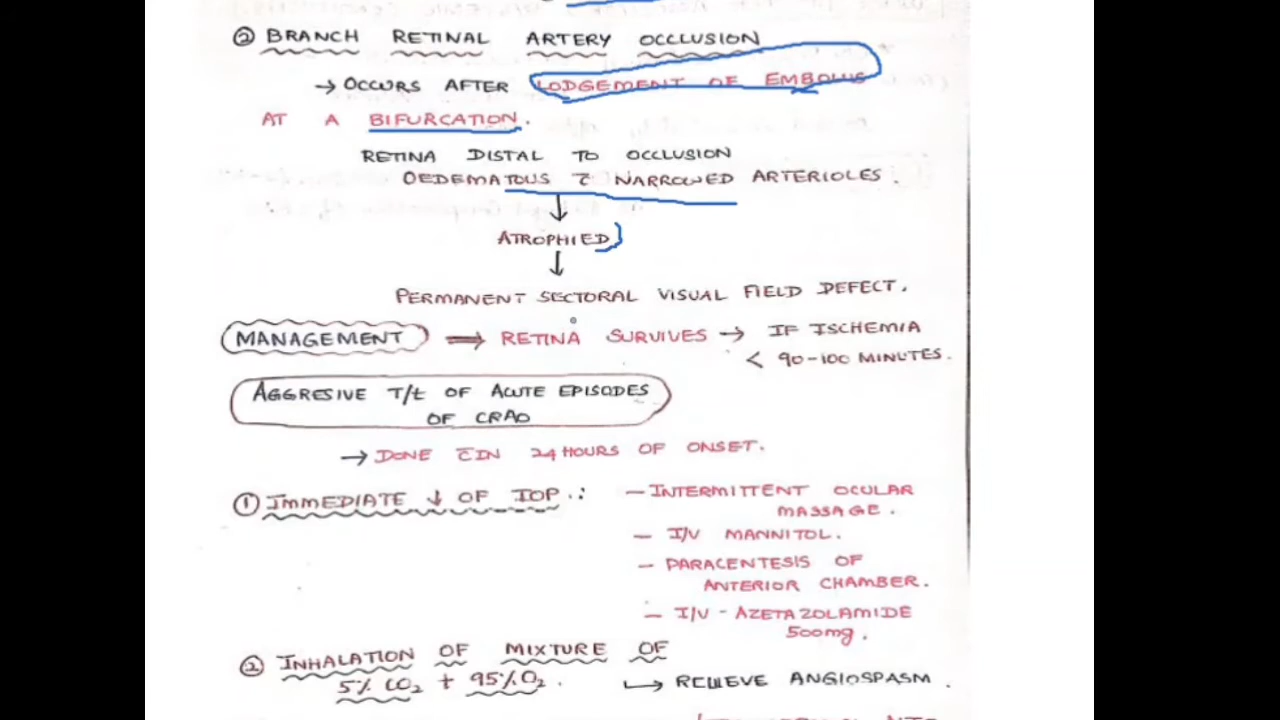 ② BRANCH RETINAL ARTERY OCCLUSION
→ OCCURS AFTER LODGEMENT OF EMBOLUS
AT A BIFURCATION.
RETINA DISTAL TO OCCLUSION
OEDEMATOUS c̄ NARROWED ARTERIOLES.
↓
ATROPHIED
↓
PERMANENT SECTORAL VISUAL FIELD DEFECT.
MANAGEMENT ⇒ RETINA SURVIVES → IF ISCHEMIA
< 90-100 MINUTES.
AGGRESIVE T/t OF ACUTE EPISODES
OF CRAO
→ DONE c̄IN 24 HOURS OF ONSET.
① IMMEDIATE ↓ OF IOP.: – INTERMITTENT OCULAR
MASSAGE.
– I/V MANNITOL.
– PARACENTESIS OF
ANTERIOR CHAMBER.
– I/V - AZETAZOLAMIDE
500mg.
② INHALATION OF MIXTURE OF
5% CO₂ + 95% O₂. ↳ RELIEVE ANGIOSPASM.